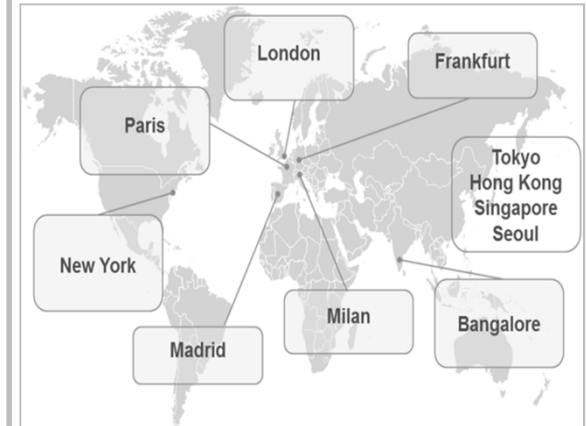 London
Frankfurt
Paris
Tokyo
Hong Kong
Singapore
Seoul
New York
Milan
Bangalore
Madrid